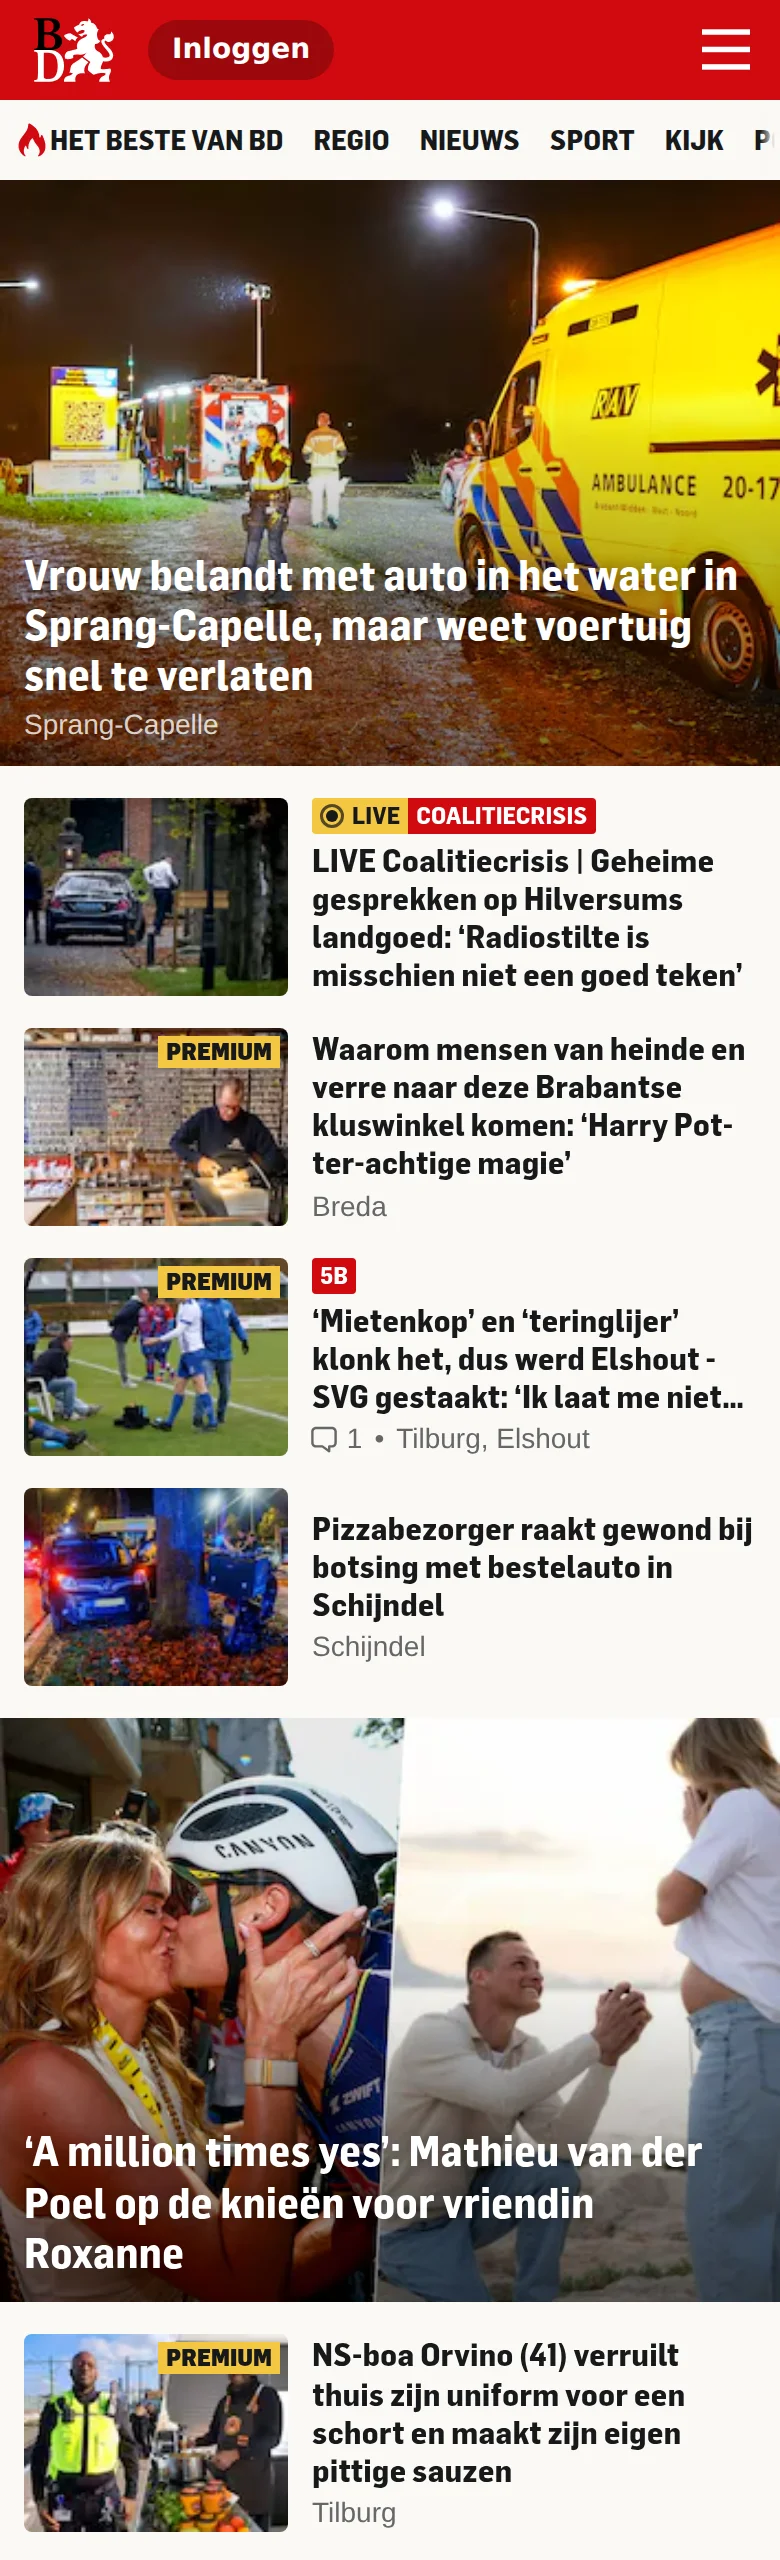 BD
Inloggen
HET BESTE VAN BD REGIO NIEUWS SPORT KIJK
RAV
AMBULANCE 20-17
Brabant Midden - West - Noord
Vrouw belandt met auto in het water in
Sprang-Capelle, maar weet voertuig
snel te verlaten
Sprang-Capelle
LIVE COALITIECRISIS
LIVE Coalitiecrisis | Geheime
gesprekken op Hilversums
landgoed: ‘Radiostilte is
misschien niet een goed teken’
PREMIUM
Waarom mensen van heinde en
verre naar deze Brabantse
kluswinkel komen: ‘Harry Pot-
ter-achtige magie’
Breda
PREMIUM
5B
‘Mietenkop’ en ‘teringlijer’
klonk het, dus werd Elshout -
SVG gestaakt: ‘Ik laat me niet...
1 • Tilburg, Elshout
Pizzabezorger raakt gewond bij
botsing met bestelauto in
Schijndel
Schijndel
CANYON
ZWIFT
CANYON
‘A million times yes’: Mathieu van der
Poel op de knieën voor vriendin
Roxanne
PREMIUM
NS-boa Orvino (41) verruilt
thuis zijn uniform voor een
schort en maakt zijn eigen
pittige sauzen
Tilburg